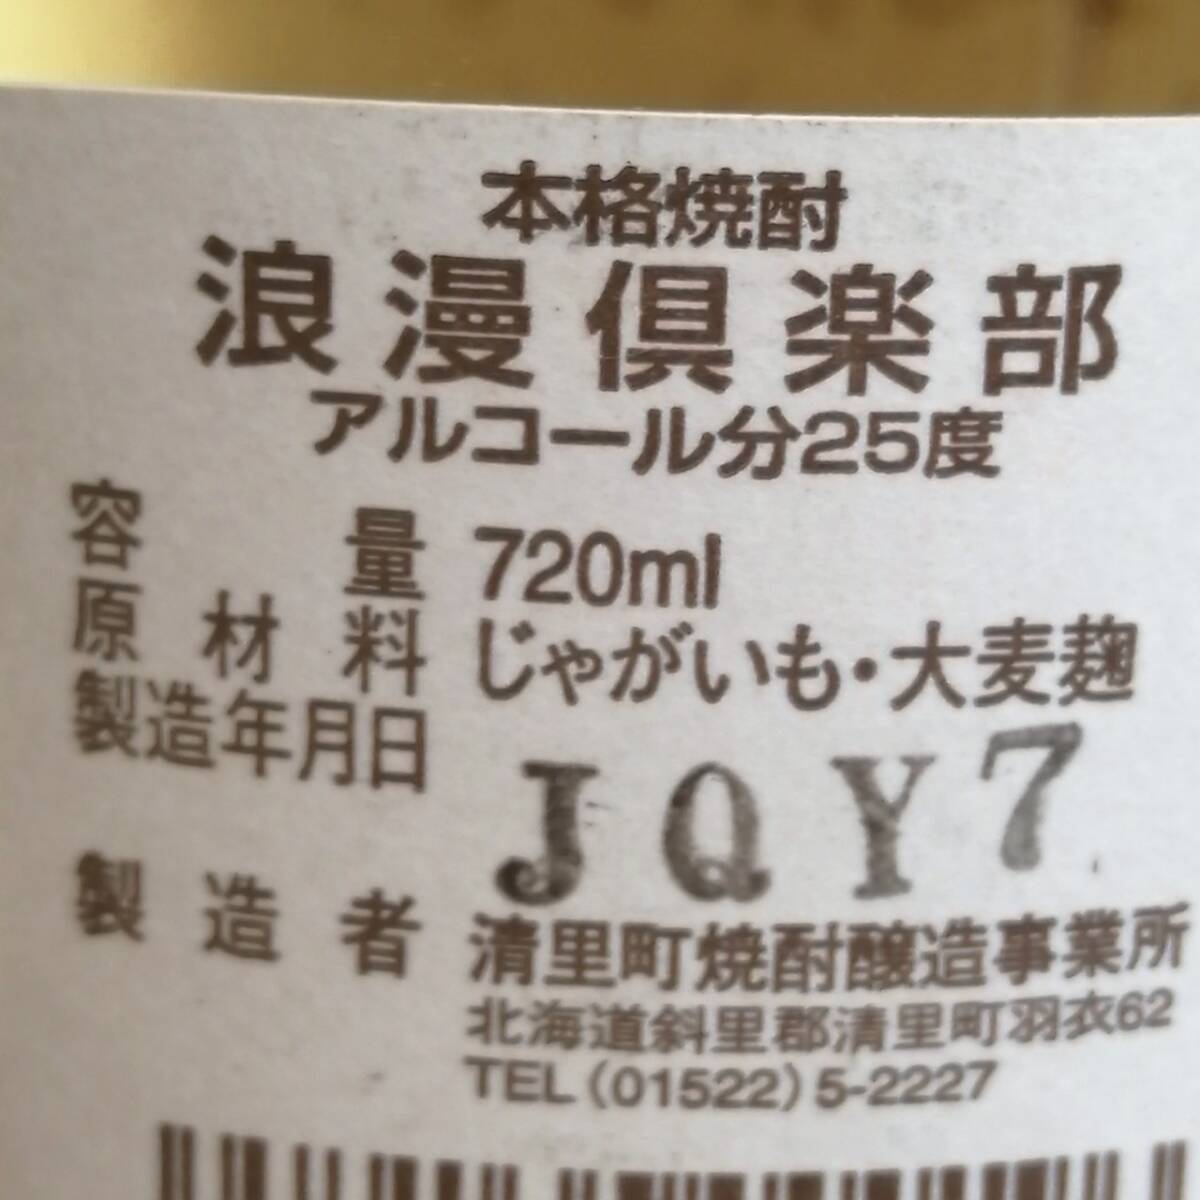 本格焼酎
浪漫倶楽部
アルコール分25度
容量 720ml
原材料 じゃがいも・大麦麹
製造年月日 JQY7
製造者 清里町焼酎醸造事業所
北海道斜里郡清里町羽衣62
TEL(01522)5-2227